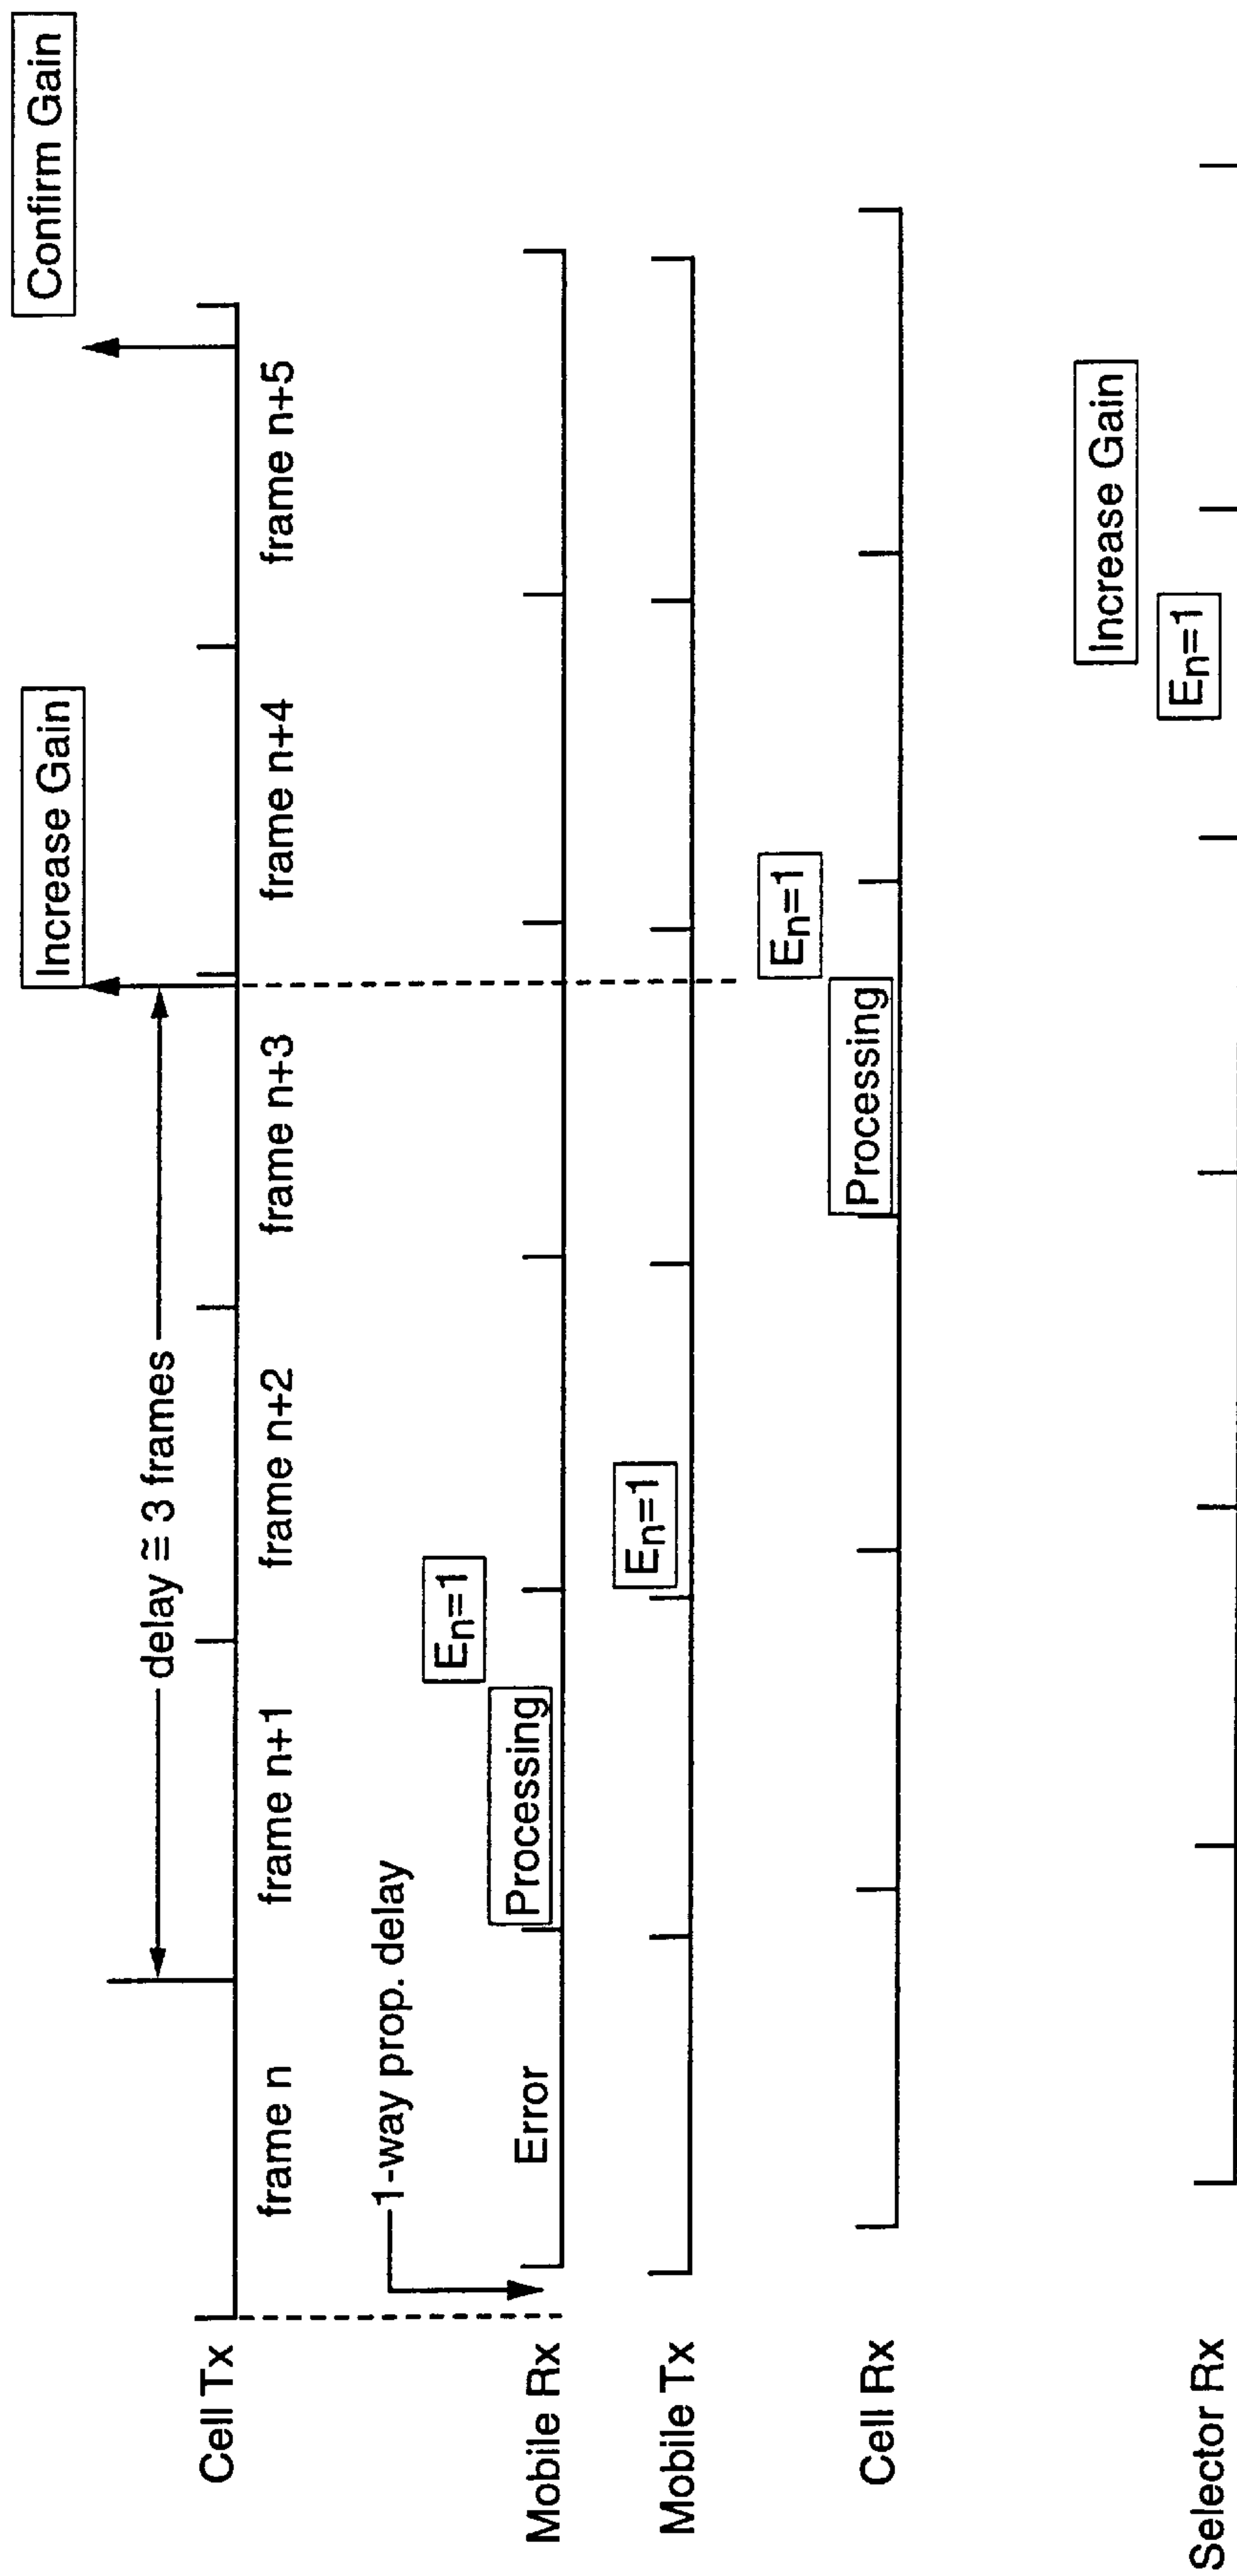 Increase Gain
Confirm Gain
delay ≅ 3 frames
Cell Tx
frame n
frame n+1
frame n+2
frame n+3
frame n+4
frame n+5
1-way prop. delay
En=1
Mobile Rx
Error
Processing
Mobile Tx
En=1
En=1
Cell Rx
Processing
Increase Gain
En=1
Selector Rx